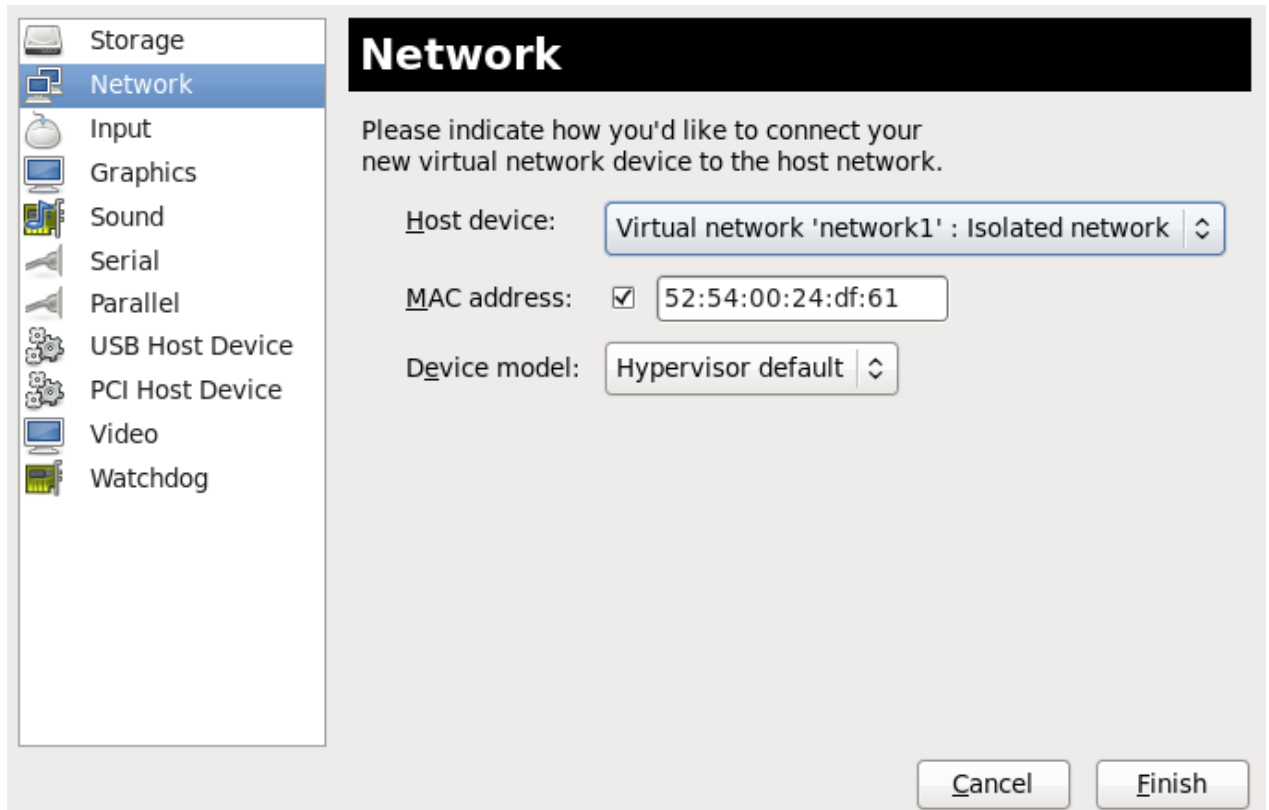 Storage
Network
Input
Graphics
Sound
Serial
Parallel
USB Host Device
PCI Host Device
Video
Watchdog
Network
Please indicate how you'd like to connect your
new virtual network device to the host network.
Host device: Virtual network 'network1' : Isolated network
MAC address: 52:54:00:24:df:61
Device model: Hypervisor default
Cancel Finish